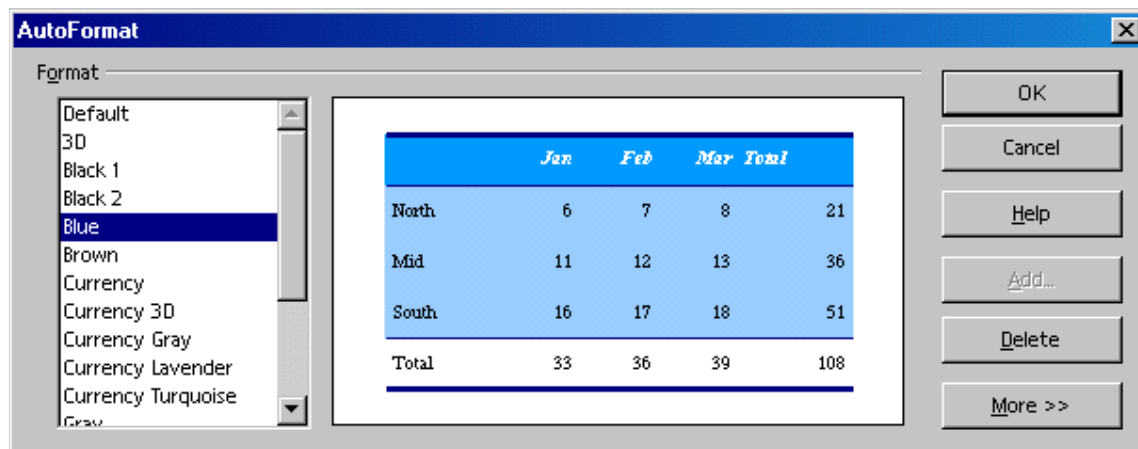 AutoFormat
Format
Default
3D
Black 1
Black 2
Blue
Brown
Currency
Currency 3D
Currency Gray
Currency Lavender
Currency Turquoise
Gray
Jan Feb Mar Total
North 6 7 8 21
Mid 11 12 13 36
South 16 17 18 51
Total 33 36 39 108
OK
Cancel
Help
Add...
Delete
More >>